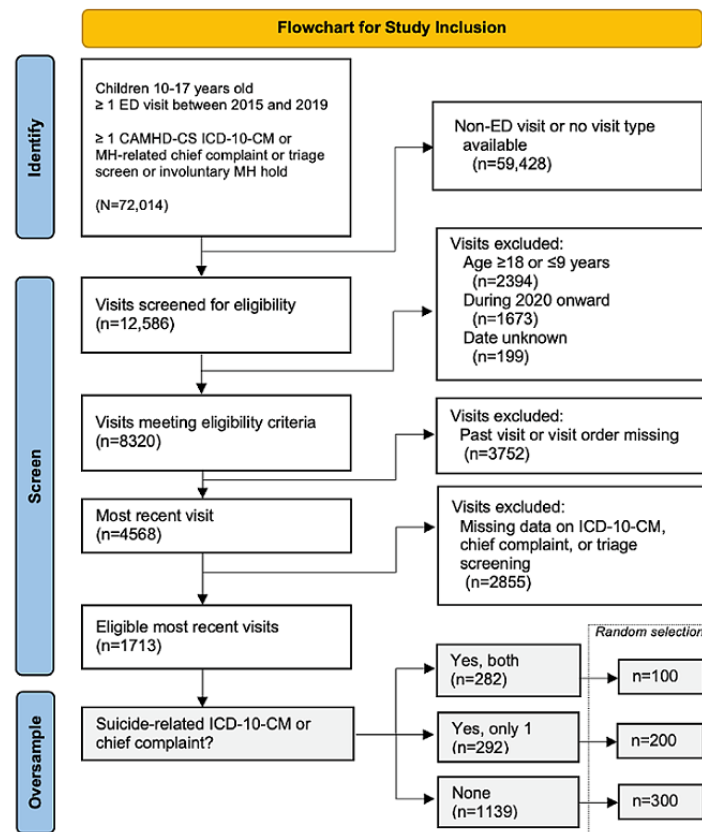 Flowchart for Study Inclusion
Identify
Children 10-17 years old
≥ 1 ED visit between 2015 and 2019
≥ 1 CAMHD-CS ICD-10-CM or
MH-related chief complaint or triage
screen or involuntary MH hold
(N=72,014)
Non-ED visit or no visit type
available
(n=59,428)
Screen
Visits screened for eligibility
(n=12,586)
Visits excluded:
Age ≥18 or ≤9 years
(n=2394)
During 2020 onward
(n=1673)
Date unknown
(n=199)
Visits meeting eligibility criteria
(n=8320)
Visits excluded:
Past visit or visit order missing
(n=3752)
Most recent visit
(n=4568)
Visits excluded:
Missing data on ICD-10-CM,
chief complaint, or triage
screening
(n=2855)
Eligible most recent visits
(n=1713)
Oversample
Suicide-related ICD-10-CM or
chief complaint?
Random selection
Yes, both
(n=282)
n=100
Yes, only 1
(n=292)
n=200
None
(n=1139)
n=300